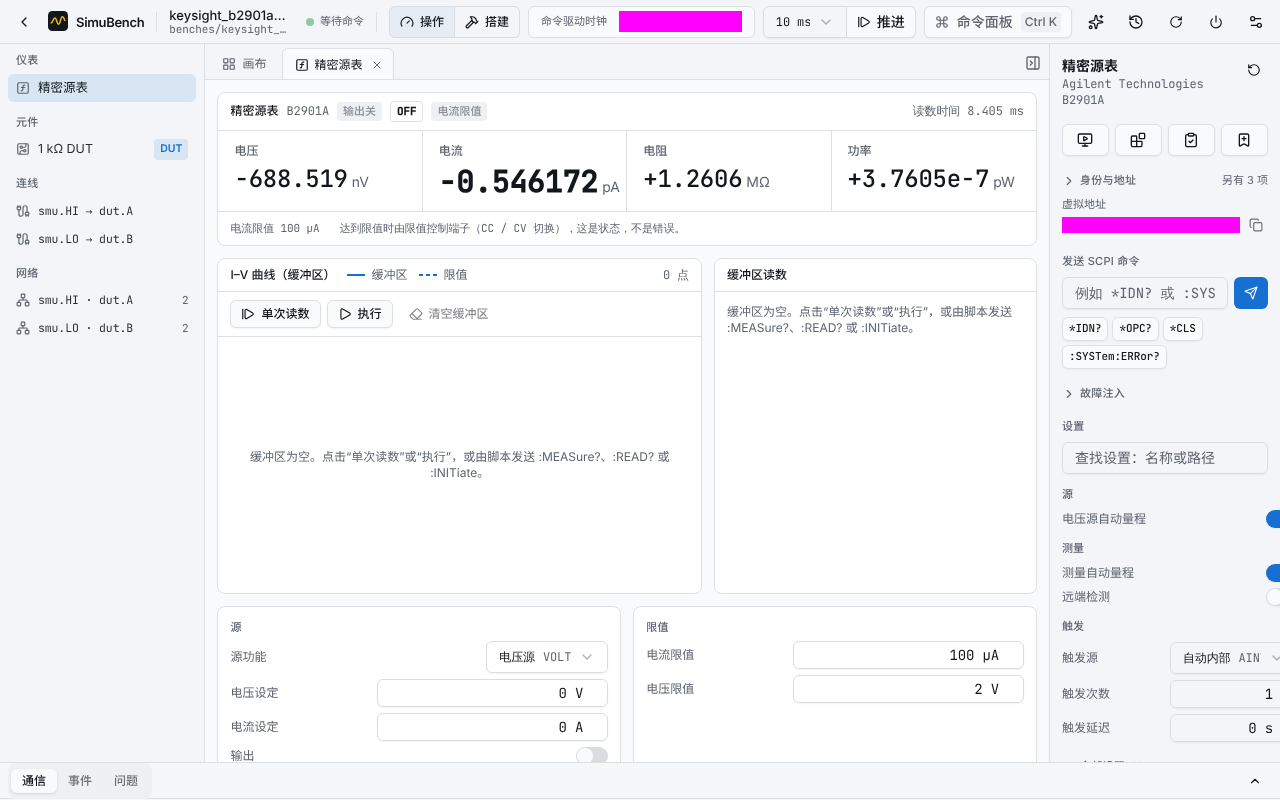 SimuBench
keysight_b2901a...
benches/keysight_…
等待命令
操作
搭建
命令驱动时钟
10 ms
推进
命令面板
Ctrl K
仪表
精密源表
元件
1 kΩ DUT
DUT
连线
smu.HI → dut.A
smu.LO → dut.B
网络
smu.HI · dut.A
2
smu.LO · dut.B
2
画布
精密源表
精密源表 B2901A 输出关 OFF 电流限值
读数时间 8.405 ms
电压
-688.519 nV
电流
-0.546172 pA
电阻
+1.2606 MΩ
功率
+3.7605e-7 pW
电流限值 100 µA 达到限值时由限值控制端子（CC / CV 切换），这是状态，不是错误。
I–V 曲线（缓冲区）
缓冲区
限值
0 点
单次读数
执行
清空缓冲区
缓冲区为空。点击“单次读数”或“执行”，或由脚本发送 :MEASure?、:READ? 或
:INITiate。
缓冲区读数
缓冲区为空。点击“单次读数”或“执行”，或由脚本发送
:MEASure?、:READ? 或 :INITiate。
源
源功能
电压源 VOLT
电压设定
0 V
电流设定
0 A
输出
限值
电流限值
100 µA
电压限值
2 V
精密源表
Agilent Technologies
B2901A
身份与地址
另有 3 项
虚拟地址
发送 SCPI 命令
例如 *IDN? 或 :SYS
*IDN?
*OPC?
*CLS
:SYSTem:ERRor?
故障注入
设置
查找设置：名称或路径
源
电压源自动量程
测量
测量自动量程
远端检测
触发
触发源
自动内部 AIN
触发次数
1
触发延迟
0 s
通信
事件
问题